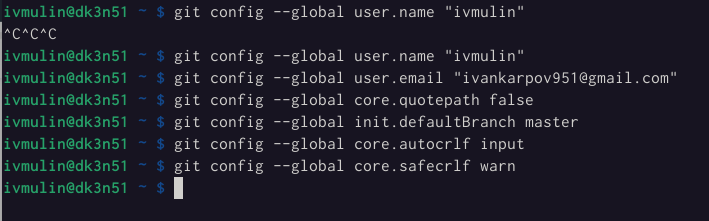 ivmulin@dk3n51 ~ $ git config --global user.name "ivmulin"
^C^C^C
ivmulin@dk3n51 ~ $ git config --global user.name "ivmulin"
ivmulin@dk3n51 ~ $ git config --global user.email "ivankarpov951@gmail.com"
ivmulin@dk3n51 ~ $ git config --global core.quotepath false
ivmulin@dk3n51 ~ $ git config --global init.defaultBranch master
ivmulin@dk3n51 ~ $ git config --global core.autocrlf input
ivmulin@dk3n51 ~ $ git config --global core.safecrlf warn
ivmulin@dk3n51 ~ $